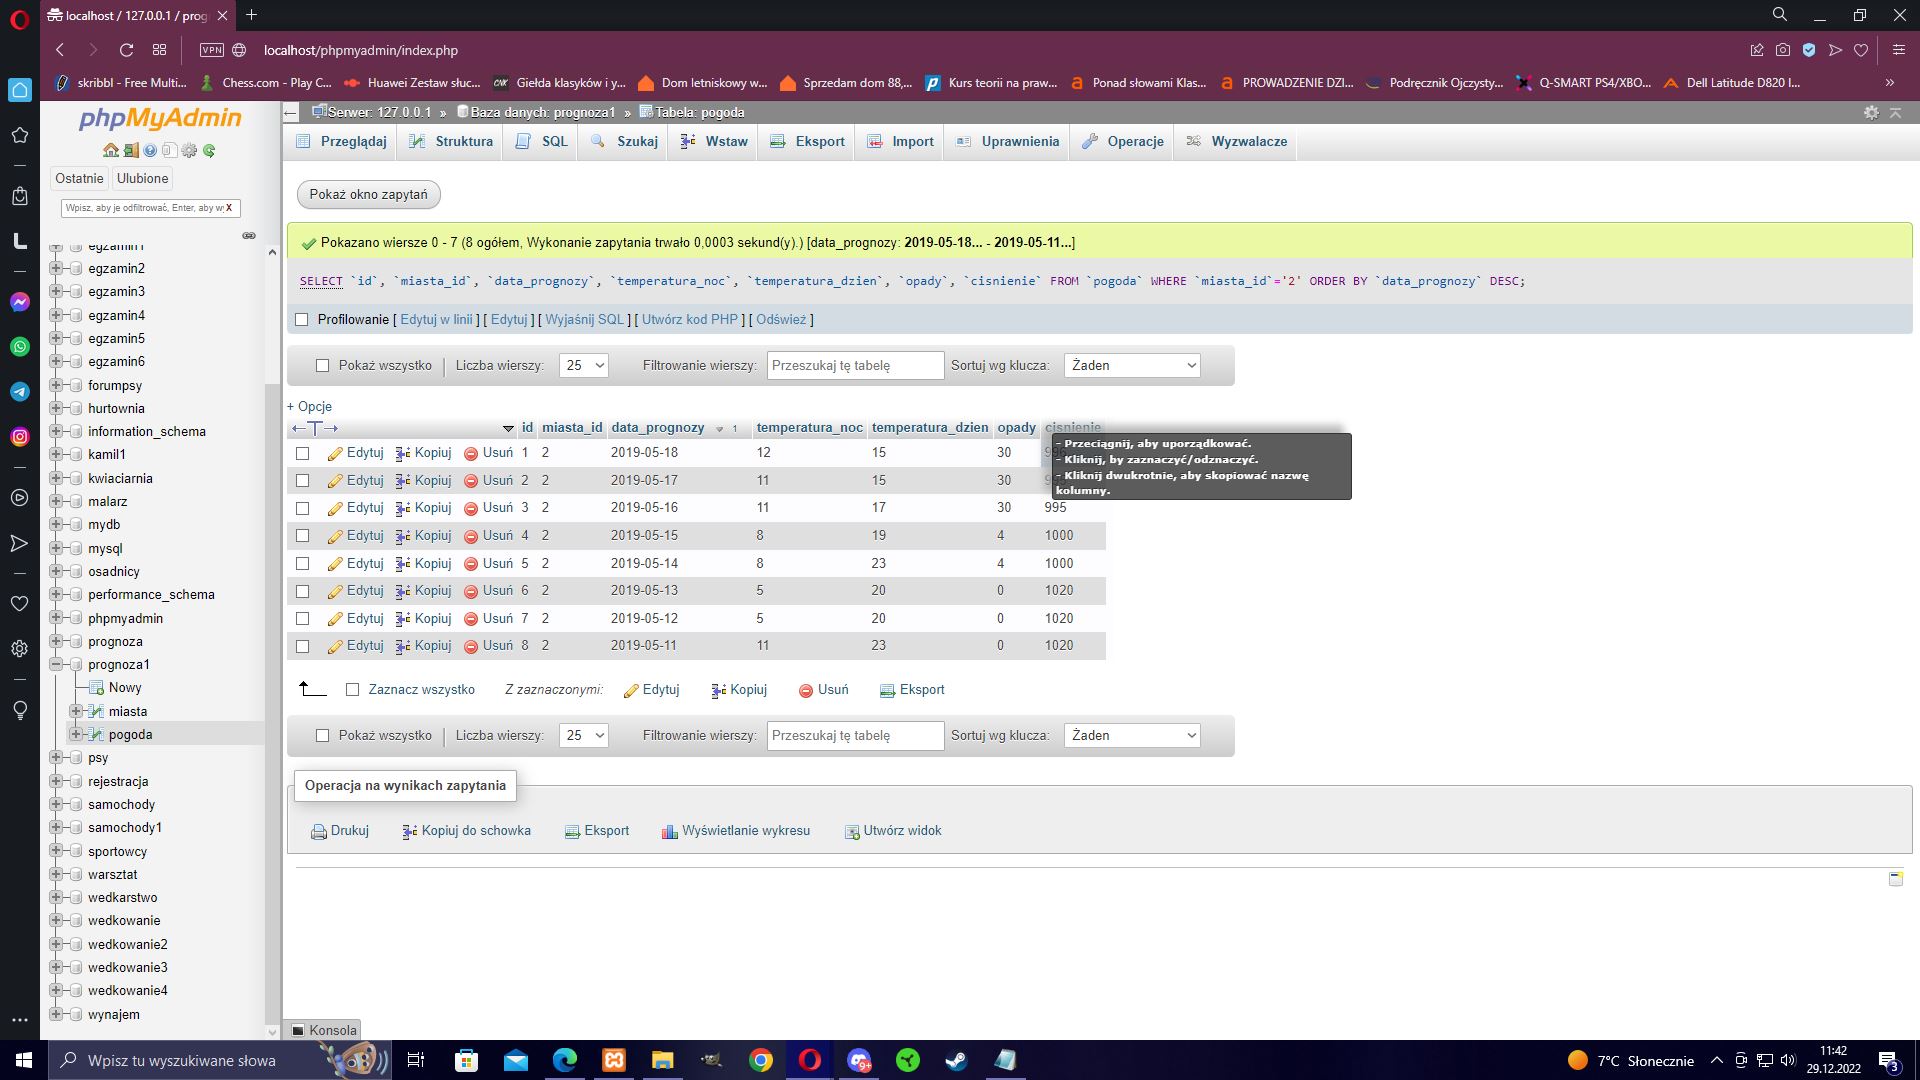 localhost / 127.0.0.1 / prog
VPN
localhost/phpmyadmin/index.php
skribbl - Free Multi...
Chess.com - Play C...
Huawei Zestaw słuc...
Giełda klasyków i y...
Dom letniskowy w...
Sprzedam dom 88,...
Kurs teorii na praw...
Ponad słowami Klas...
PROWADZENIE DZI...
Podręcznik Ojczysty...
Q-SMART PS4/XBO...
Dell Latitude D820 I...
phpMyAdmin
Ostatnie Ulubione
Wpisz, aby je odfiltrować, Enter, aby wy X
egzamin1
egzamin2
egzamin3
egzamin4
egzamin5
egzamin6
forumpsy
hurtownia
information_schema
kamil1
kwiaciarnia
malarz
mydb
mysql
osadnicy
performance_schema
phpmyadmin
prognoza
prognoza1
Nowy
miasta
pogoda
psy
rejestracja
samochody
samochody1
sportowcy
warsztat
wedkarstwo
wedkowanie
wedkowanie2
wedkowanie3
wedkowanie4
wynajem
Serwer: 127.0.0.1 » Baza danych: prognoza1 » Tabela: pogoda
Przeglądaj Struktura SQL Szukaj Wstaw Eksport Import Uprawnienia Operacje Wyzwalacze
Pokaż okno zapytań
Pokazano wiersze 0 - 7 (8 ogółem, Wykonanie zapytania trwało 0,0003 sekund(y).) [data_prognozy: 2019-05-18... - 2019-05-11...]
SELECT `id`, `miasta_id`, `data_prognozy`, `temperatura_noc`, `temperatura_dzien`, `opady`, `cisnienie` FROM `pogoda` WHERE `miasta_id`='2' ORDER BY `data_prognozy` DESC;
Profilowanie [ Edytuj w linii ] [ Edytuj ] [ Wyjaśnij SQL ] [ Utwórz kod PHP ] [ Odśwież ]
Pokaż wszystko | Liczba wierszy: 25 Filtrowanie wierszy: Przeszukaj tę tabelę Sortuj wg klucza: Żaden
+ Opcje
id miasta_id data_prognozy 1 temperatura_noc temperatura_dzien opady cisnienie
- Przeciągnij, aby uporządkować.
- Kliknij, by zaznaczyć/odznaczyć.
- Kliknij dwukrotnie, aby skopiować nazwę
kolumny.
Edytuj Kopiuj Usuń 1 2 2019-05-18 12 15 30
Edytuj Kopiuj Usuń 2 2 2019-05-17 11 15 30
Edytuj Kopiuj Usuń 3 2 2019-05-16 11 17 30 995
Edytuj Kopiuj Usuń 4 2 2019-05-15 8 19 4 1000
Edytuj Kopiuj Usuń 5 2 2019-05-14 8 23 4 1000
Edytuj Kopiuj Usuń 6 2 2019-05-13 5 20 0 1020
Edytuj Kopiuj Usuń 7 2 2019-05-12 5 20 0 1020
Edytuj Kopiuj Usuń 8 2 2019-05-11 11 23 0 1020
Zaznacz wszystko Z zaznaczonymi: Edytuj Kopiuj Usuń Eksport
Pokaż wszystko | Liczba wierszy: 25 Filtrowanie wierszy: Przeszukaj tę tabelę Sortuj wg klucza: Żaden
Operacja na wynikach zapytania
Drukuj Kopiuj do schowka Eksport Wyświetlanie wykresu Utwórz widok
Konsola
Wpisz tu wyszukiwane słowa
9+
7°C Słonecznie
11:42
29.12.2022
3